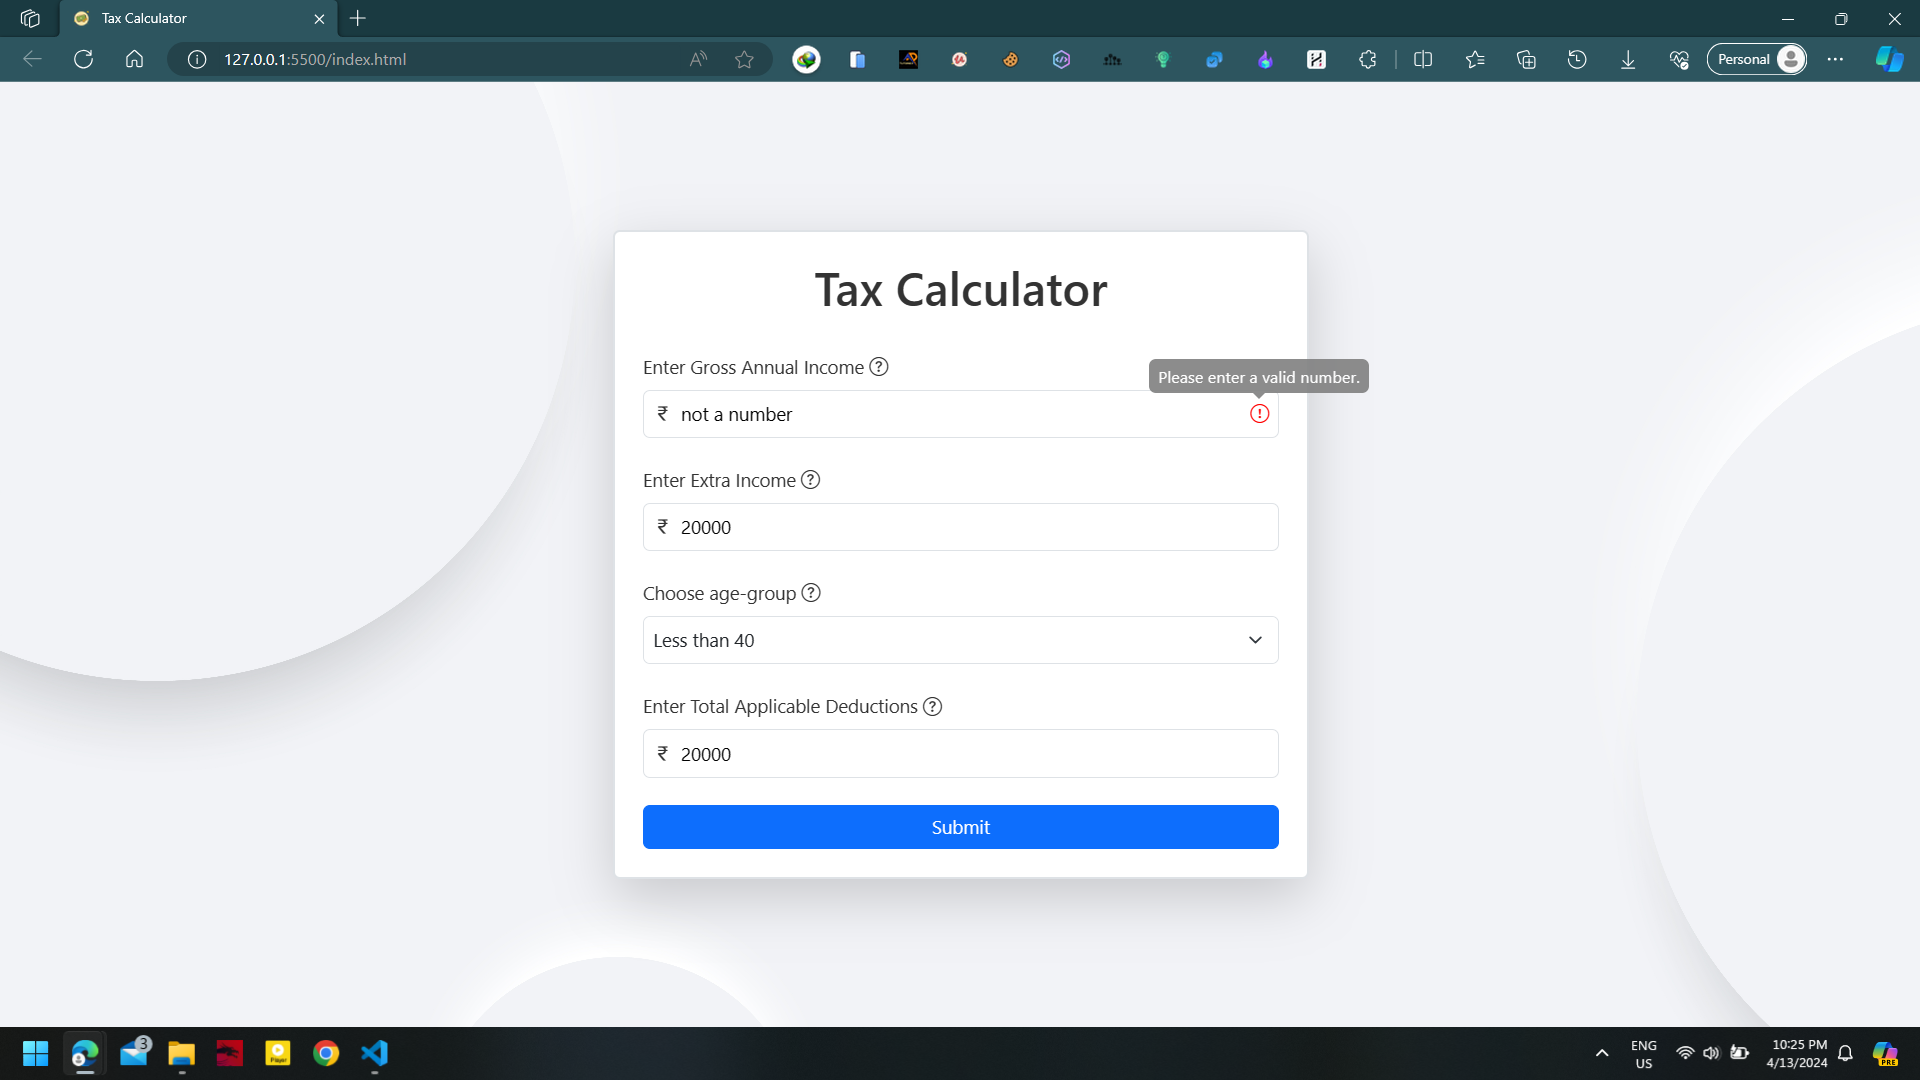 Tax Calculator
127.0.0.1:5500/index.html
Personal
Tax Calculator
Enter Gross Annual Income ?
Please enter a valid number.
₹ not a number
Enter Extra Income ?
₹ 20000
Choose age-group ?
Less than 40
Enter Total Applicable Deductions ?
₹ 20000
Submit
3
Player
ENG
US
10:25 PM
4/13/2024
PRE